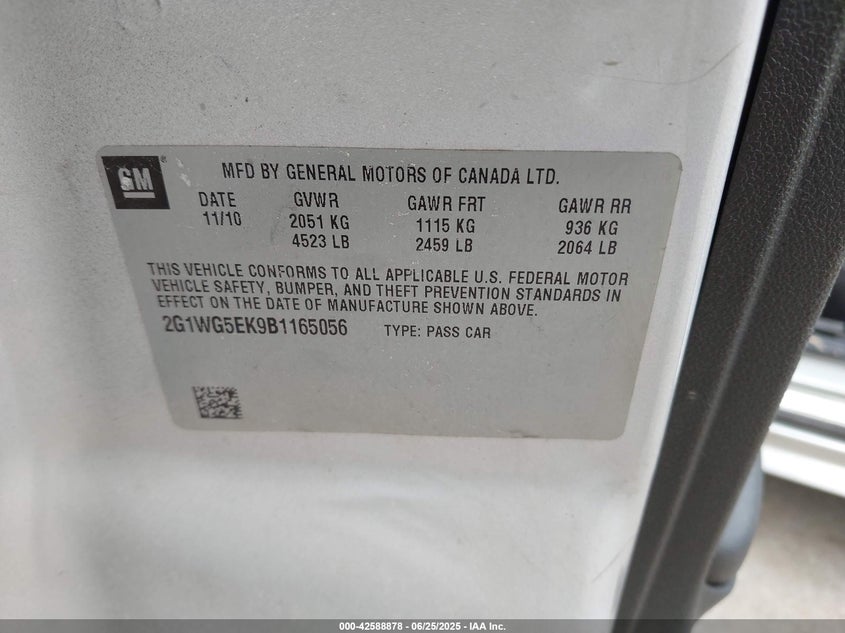 GM ®
MFD BY GENERAL MOTORS OF CANADA LTD.
DATE GVWR GAWR FRT GAWR RR
11/10 2051 KG 1115 KG 936 KG
4523 LB 2459 LB 2064 LB
THIS VEHICLE CONFORMS TO ALL APPLICABLE U.S. FEDERAL MOTOR
VEHICLE SAFETY, BUMPER, AND THEFT PREVENTION STANDARDS IN
EFFECT ON THE DATE OF MANUFACTURE SHOWN ABOVE.
2G1WG5EK9B1165056 TYPE: PASS CAR
000-42588878 - 06/25/2025 - IAA Inc.